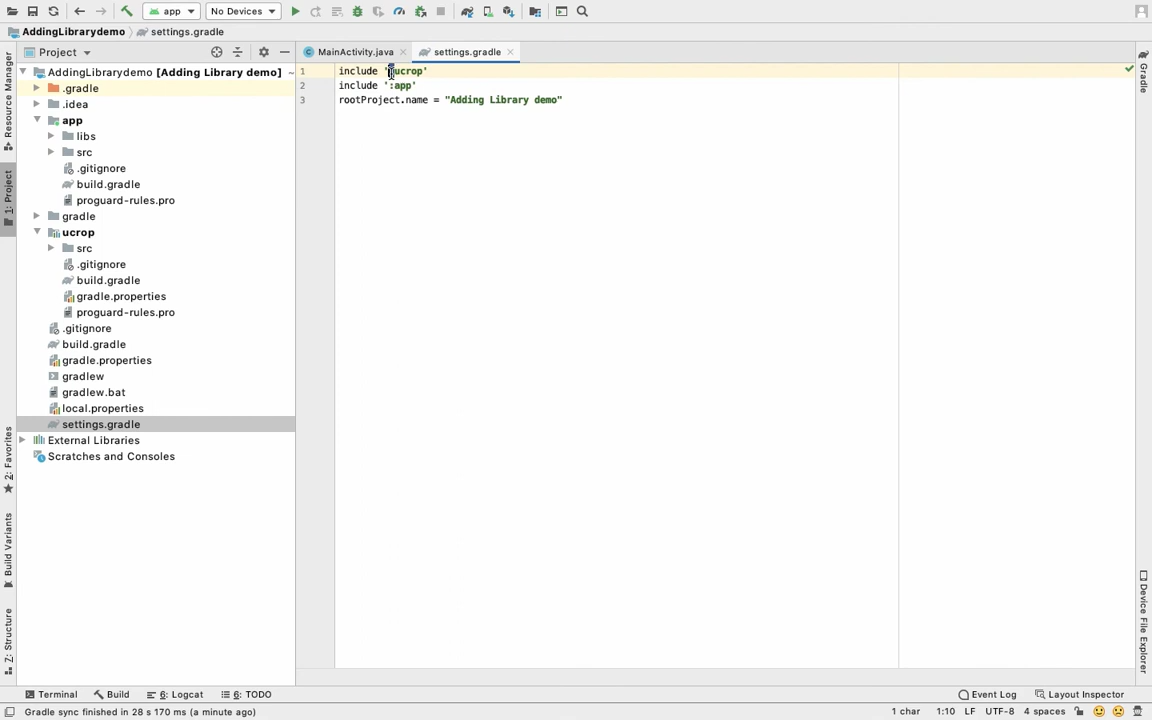 app
No Devices
AddingLibrarydemo
settings.gradle
Project
MainActivity.java
settings.gradle
Resource Manager
1: Project
2: Favorites
Build Variants
Z: Structure
AddingLibrarydemo [Adding Library demo] ~
.gradle
.idea
app
libs
src
.gitignore
build.gradle
proguard-rules.pro
gradle
ucrop
src
.gitignore
build.gradle
gradle.properties
proguard-rules.pro
.gitignore
build.gradle
gradle.properties
gradlew
gradlew.bat
local.properties
settings.gradle
External Libraries
Scratches and Consoles
1 include ':ucrop'
2 include ':app'
3 rootProject.name = "Adding Library demo"
Gradle
Device File Explorer
Terminal
Build
6: Logcat
6: TODO
Event Log
Layout Inspector
Gradle sync finished in 28 s 170 ms (a minute ago)
1 char
1:10
LF
UTF-8
4 spaces